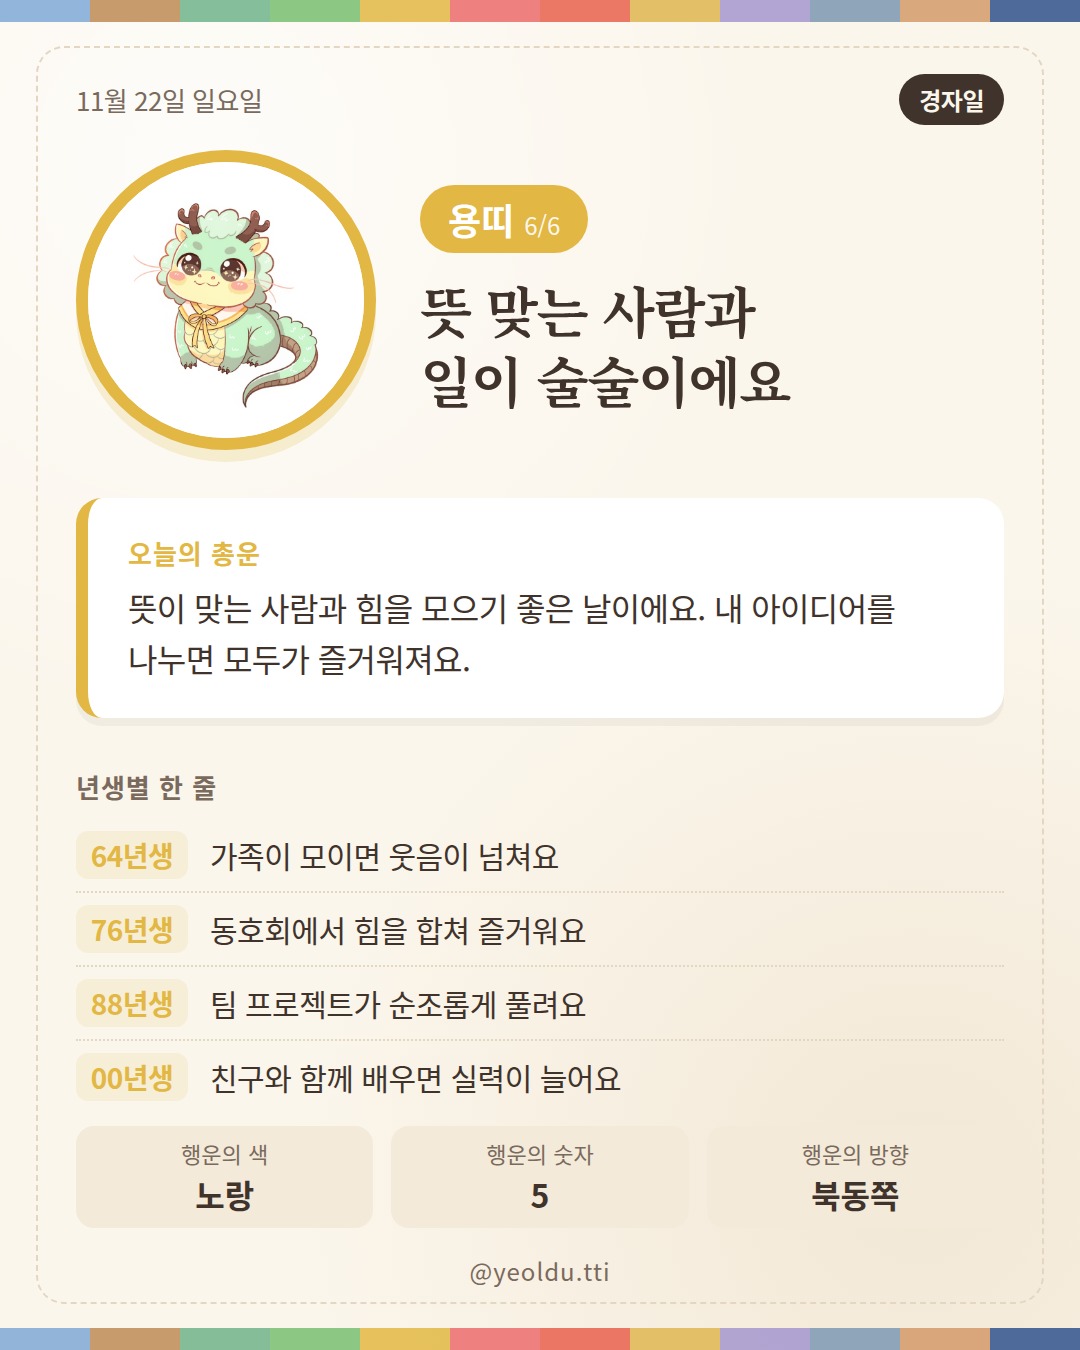 11월 22일 일요일
경자일
용띠 6/6
뜻 맞는 사람과
일이 술술이에요
오늘의 총운
뜻이 맞는 사람과 힘을 모으기 좋은 날이에요. 내 아이디어를
나누면 모두가 즐거워져요.
년생별 한 줄
64년생 가족이 모이면 웃음이 넘쳐요
76년생 동호회에서 힘을 합쳐 즐거워요
88년생 팀 프로젝트가 순조롭게 풀려요
00년생 친구와 함께 배우면 실력이 늘어요
행운의 색
노랑
행운의 숫자
5
행운의 방향
북동쪽
@yeoldu.tti